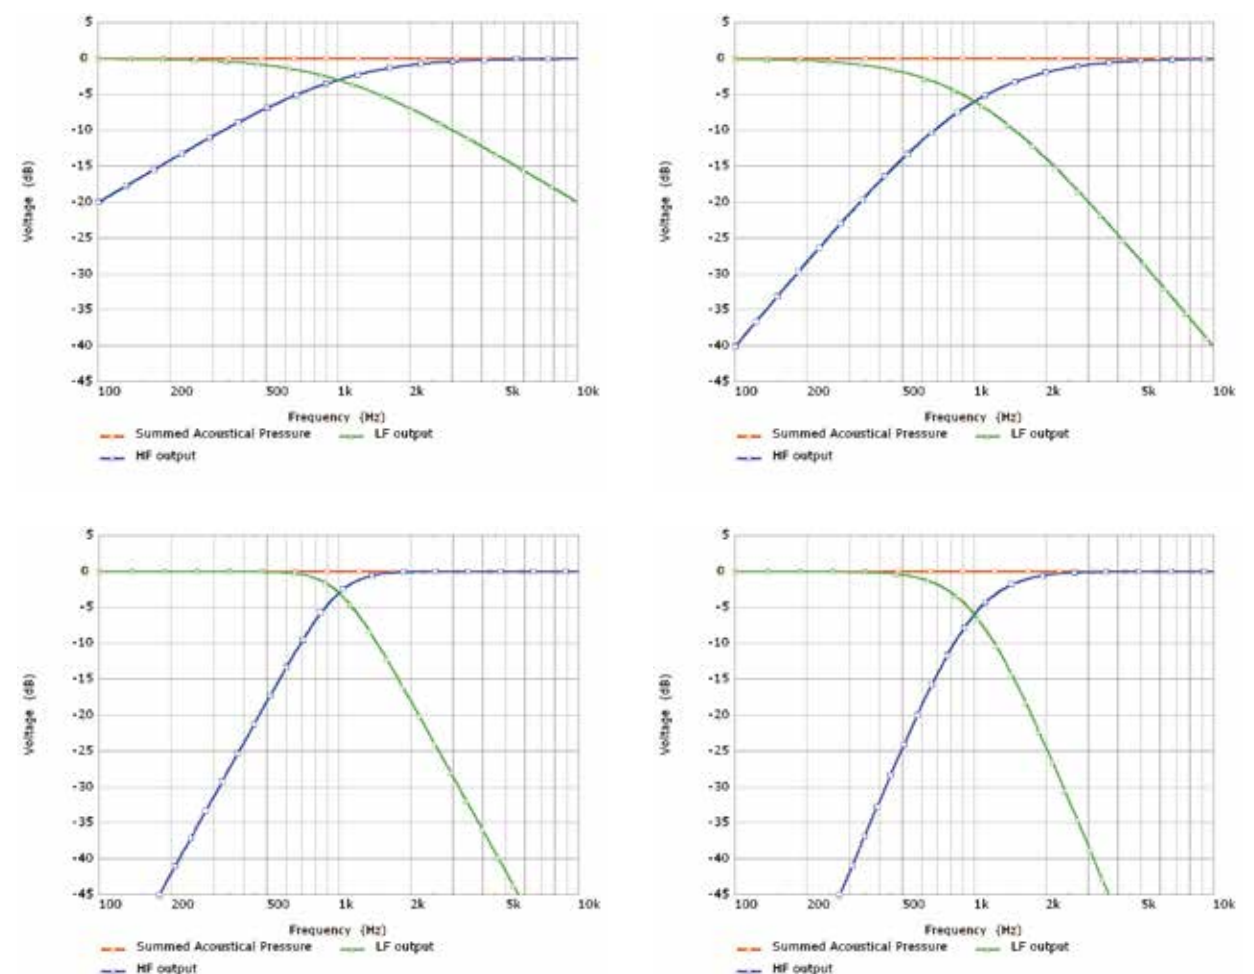 5
0
-5
-10
-15
-20
-25
-30
-35
-40
-45
Voltage (dB)
100 200 500 1k 2k 5k 10k
Frequency (Hz)
Summed Acoustical Pressure LF output
HF output
5
0
-5
-10
-15
-20
-25
-30
-35
-40
-45
Voltage (dB)
100 200 500 1k 2k 5k 10k
Frequency (Hz)
Summed Acoustical Pressure LF output
HF output
5
0
-5
-10
-15
-20
-25
-30
-35
-40
-45
Voltage (dB)
100 200 500 1k 2k 5k 10k
Frequency (Hz)
Summed Acoustical Pressure LF output
HF output
5
0
-5
-10
-15
-20
-25
-30
-35
-40
-45
Voltage (dB)
100 200 500 1k 2k 5k 10k
Frequency (Hz)
Summed Acoustical Pressure LF output
HF output